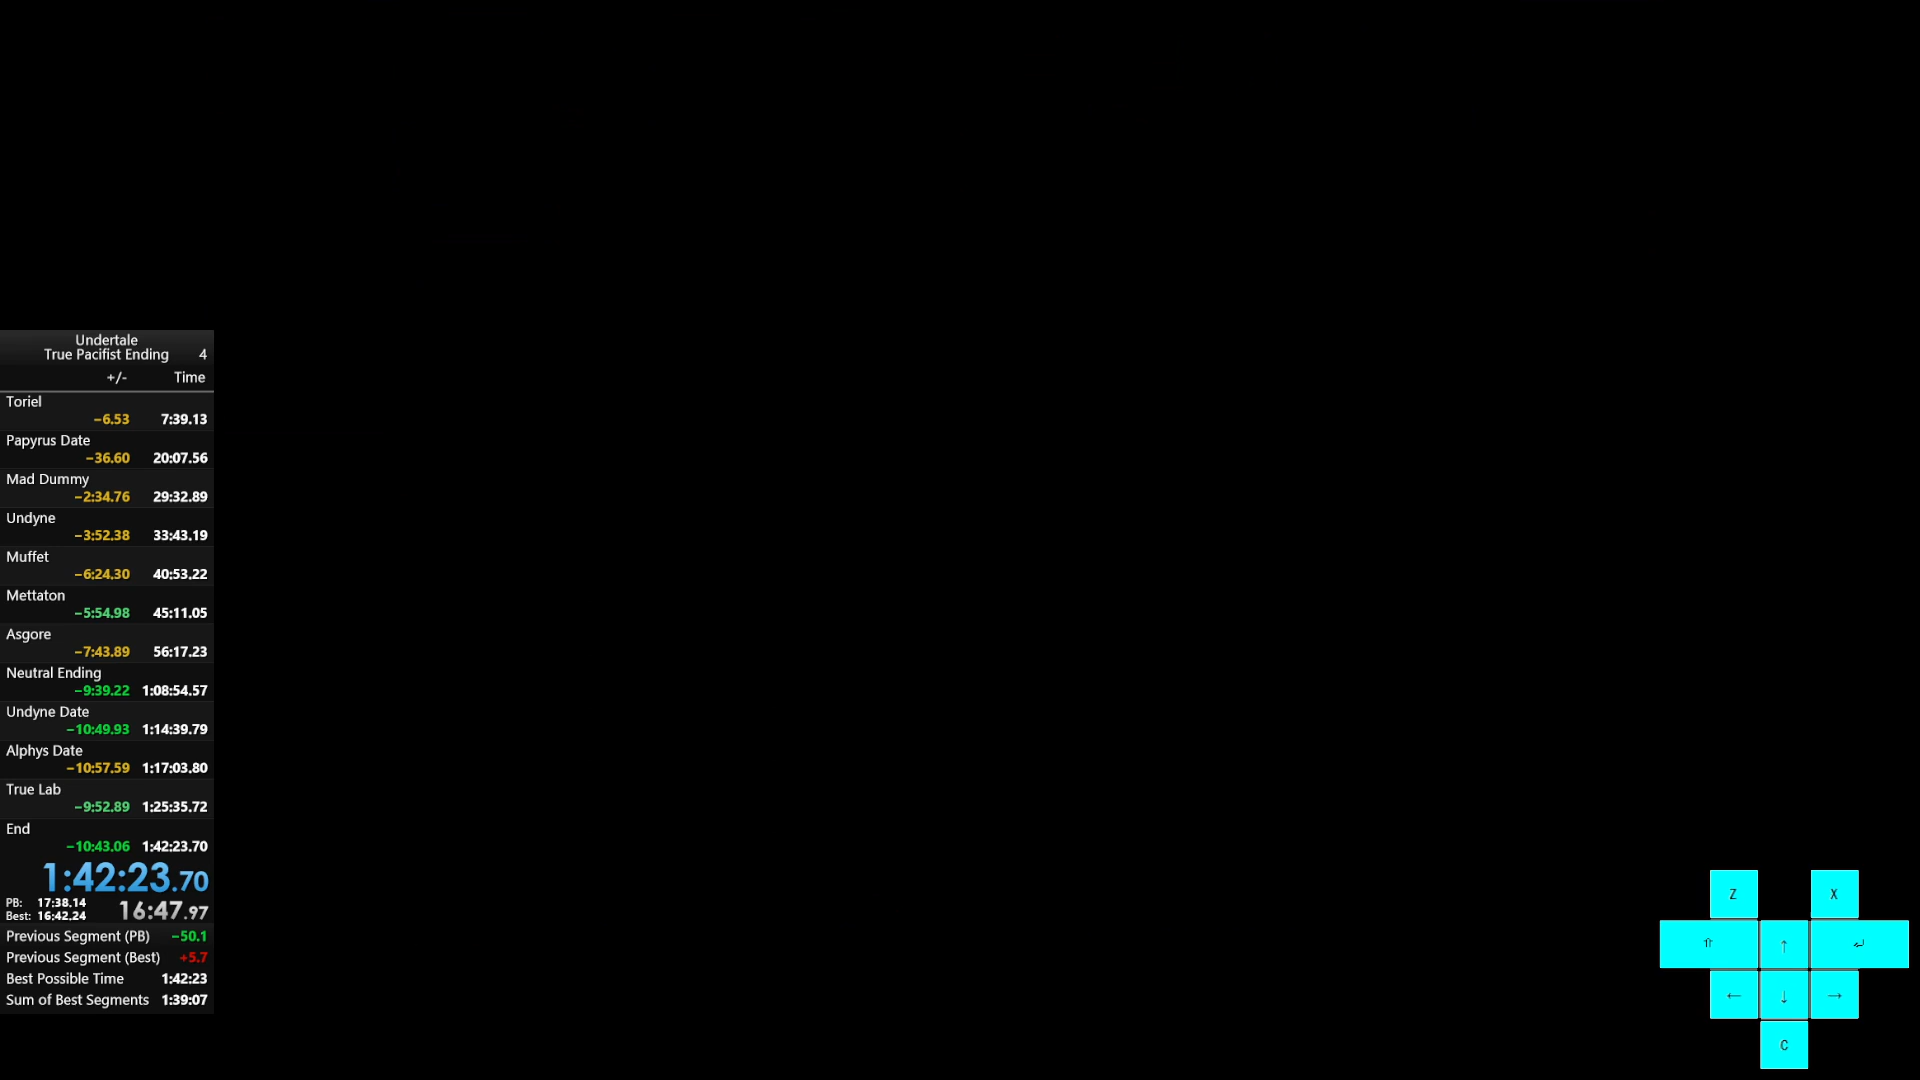 Undertale
True Pacifist Ending 4
+/- Time
Toriel
−6.53 7:39.13
Papyrus Date
−36.60 20:07.56
Mad Dummy
−2:34.76 29:32.89
Undyne
−3:52.38 33:43.19
Muffet
−6:24.30 40:53.22
Mettaton
−5:54.98 45:11.05
Asgore
−7:43.89 56:17.23
Neutral Ending
−9:39.22 1:08:54.57
Undyne Date
−10:49.93 1:14:39.79
Alphys Date
−10:57.59 1:17:03.80
True Lab
−9:52.89 1:25:35.72
End
−10:43.06 1:42:23.70
1:42:23.70
PB: 17:38.14
Best: 16:42.24
16:47.97
Previous Segment (PB) −50.1
Previous Segment (Best) +5.7
Best Possible Time 1:42:23
Sum of Best Segments 1:39:07
Z X
⇧ ↑ ↵
← ↓ →
C